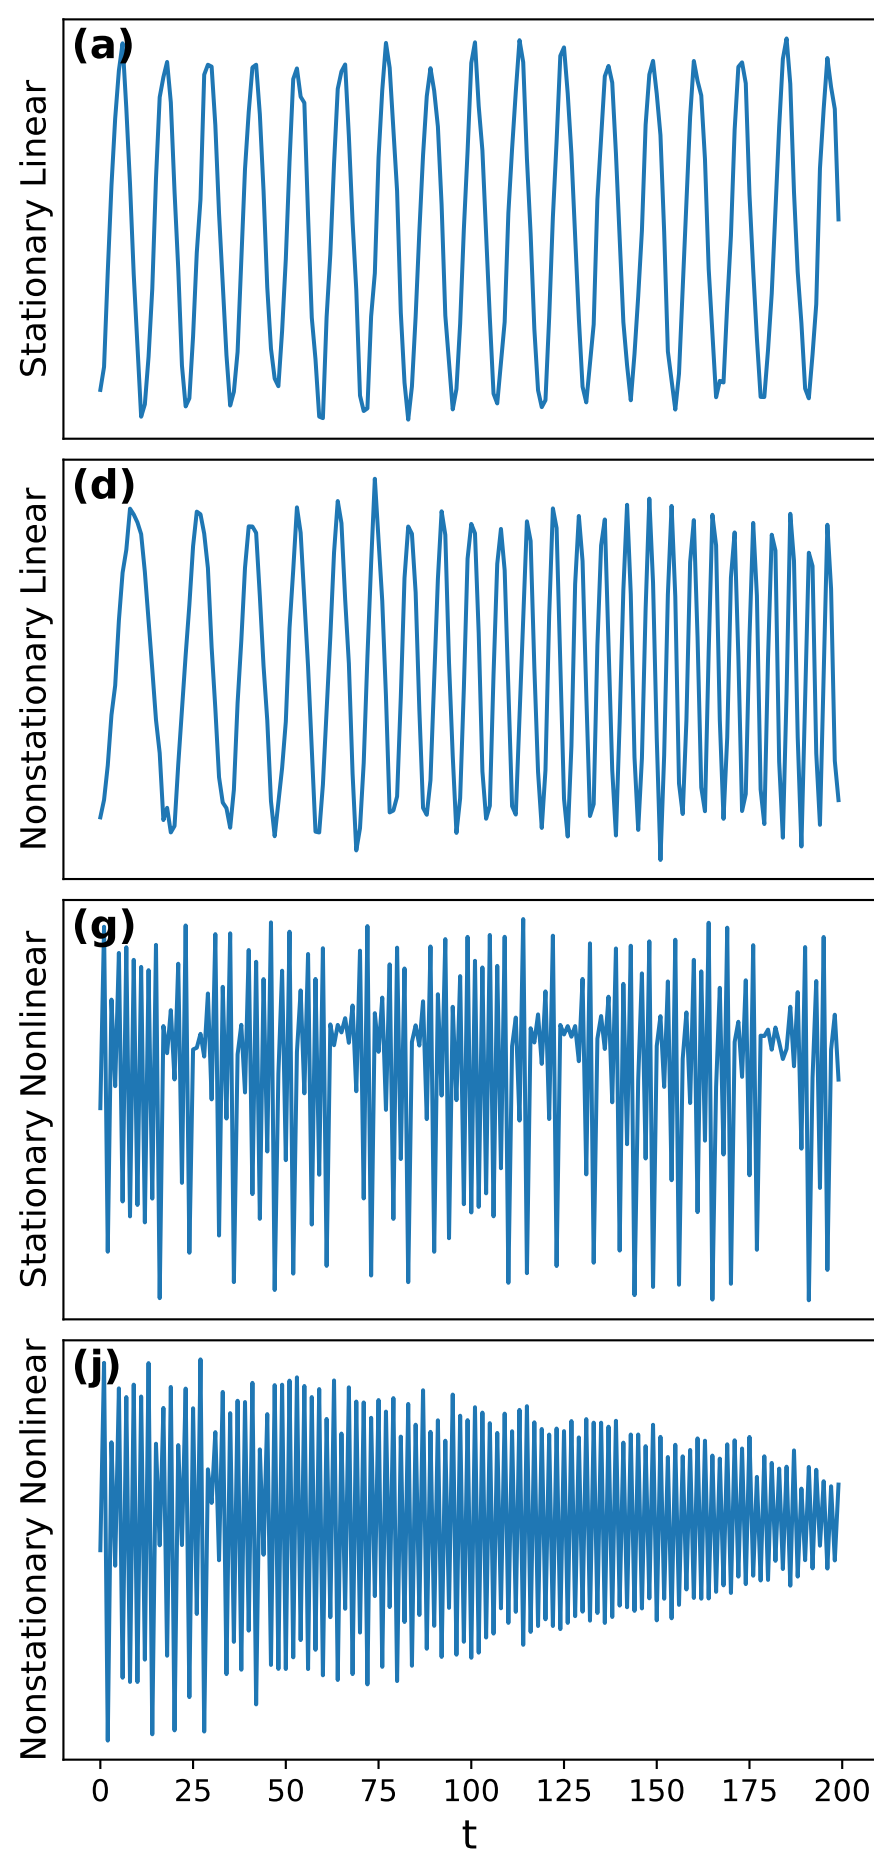 (a)
Stationary Linear
(d)
Nonstationary Linear
(g)
Stationary Nonlinear
(j)
Nonstationary Nonlinear
0 25 50 75 100 125 150 175 200
t